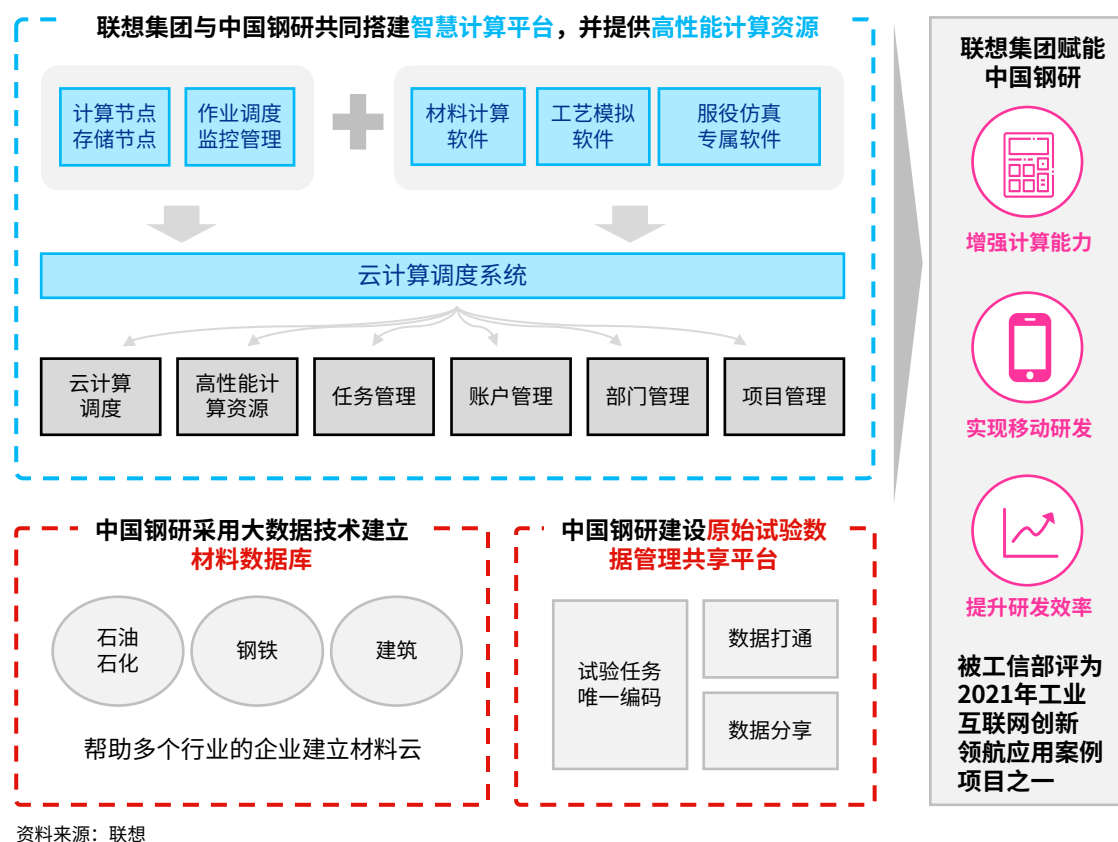 联想集团与中国钢研共同搭建智慧计算平台，并提供高性能计算资源
计算节点
存储节点
作业调度
监控管理
材料计算
软件
工艺模拟
软件
服役仿真
专属软件
云计算调度系统
云计算
调度
高性能计
算资源
任务管理
账户管理
部门管理
项目管理
中国钢研采用大数据技术建立
材料数据库
石油
石化
钢铁
建筑
帮助多个行业的企业建立材料云
中国钢研建设原始试验数
据管理共享平台
试验任务
唯一编码
数据打通
数据分享
联想集团赋能
中国钢研
增强计算能力
实现移动研发
提升研发效率
被工信部评为
2021年工业
互联网创新
领航应用案例
项目之一
资料来源：联想